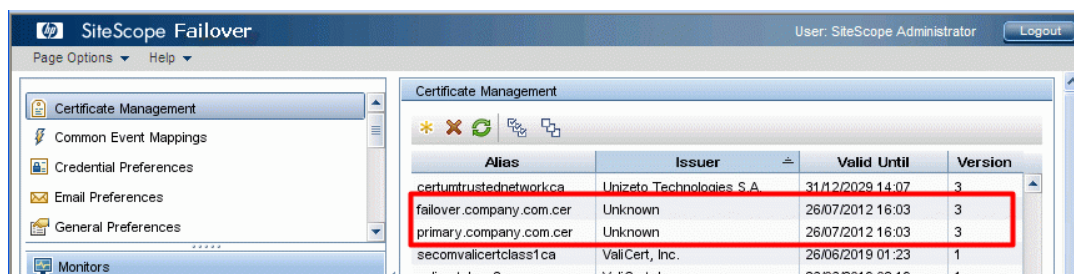 hp SiteScope Failover User: SiteScope Administrator Logout
Page Options Help
Certificate Management
Common Event Mappings
Credential Preferences
Email Preferences
General Preferences
Monitors
Certificate Management
Alias Issuer Valid Until Version
certumtrustednetworkca Unizeto Technologies S.A. 31/12/2029 14:07 3
failover.company.com.cer Unknown 26/07/2012 16:03 3
primary.company.com.cer Unknown 26/07/2012 16:03 3
secomvalicertclass1ca ValiCert, Inc. 26/06/2019 01:23 1